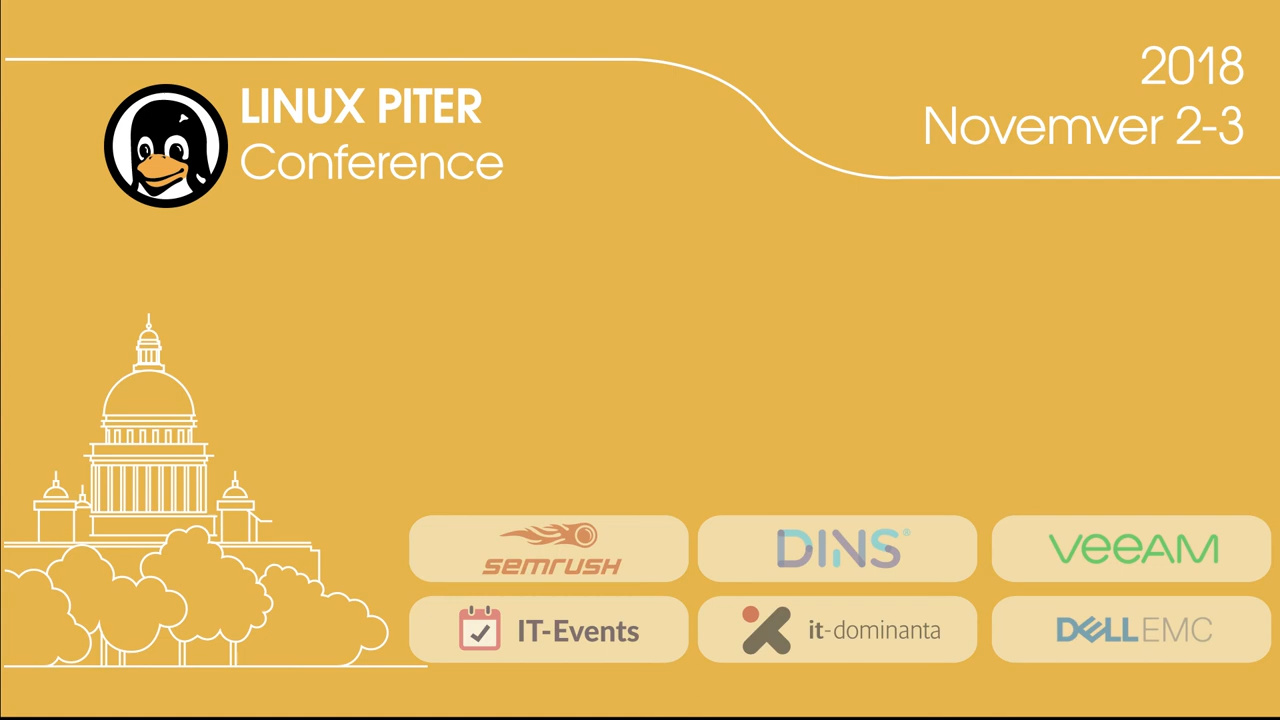 LINUX PITER
Conference
2018
Novemver 2-3
semrush
DINS®
veeAM
IT-Events
it-dominanta
DELL EMC